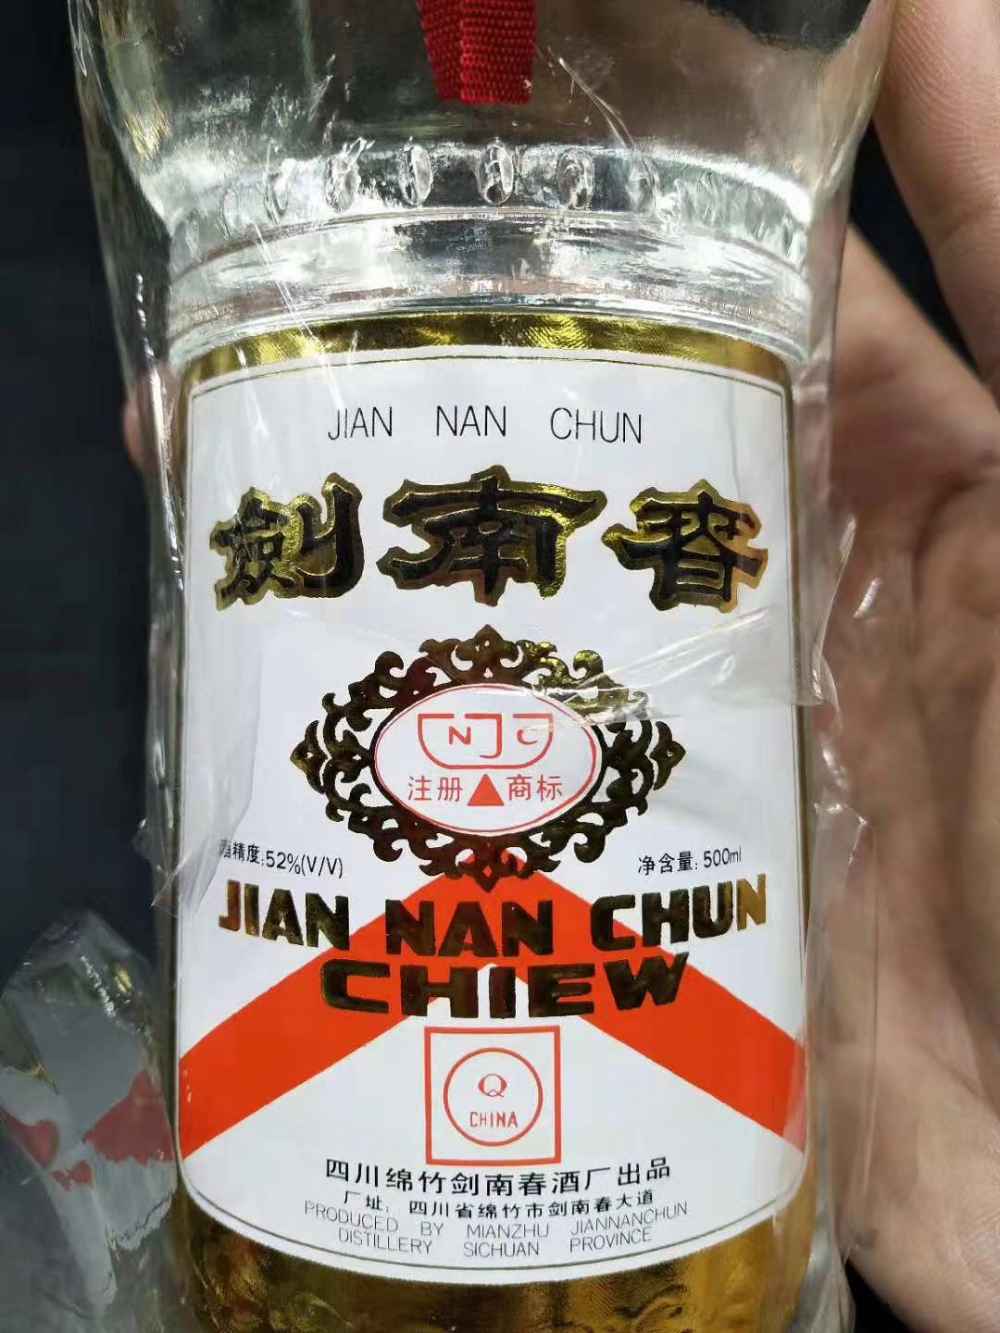 JIAN NAN CHUN
劍南春
NJC
注册 商标
酒精度:52%(V/V)
净含量:500ml
JIAN NAN CHUN
CHIEW
Q
CHINA
四川绵竹剑南春酒厂出品
厂址:四川省绵竹市剑南春大道
PRODUCED BY MIANZHU JIANNANCHUN
DISTILLERY SICHUAN PROVINCE